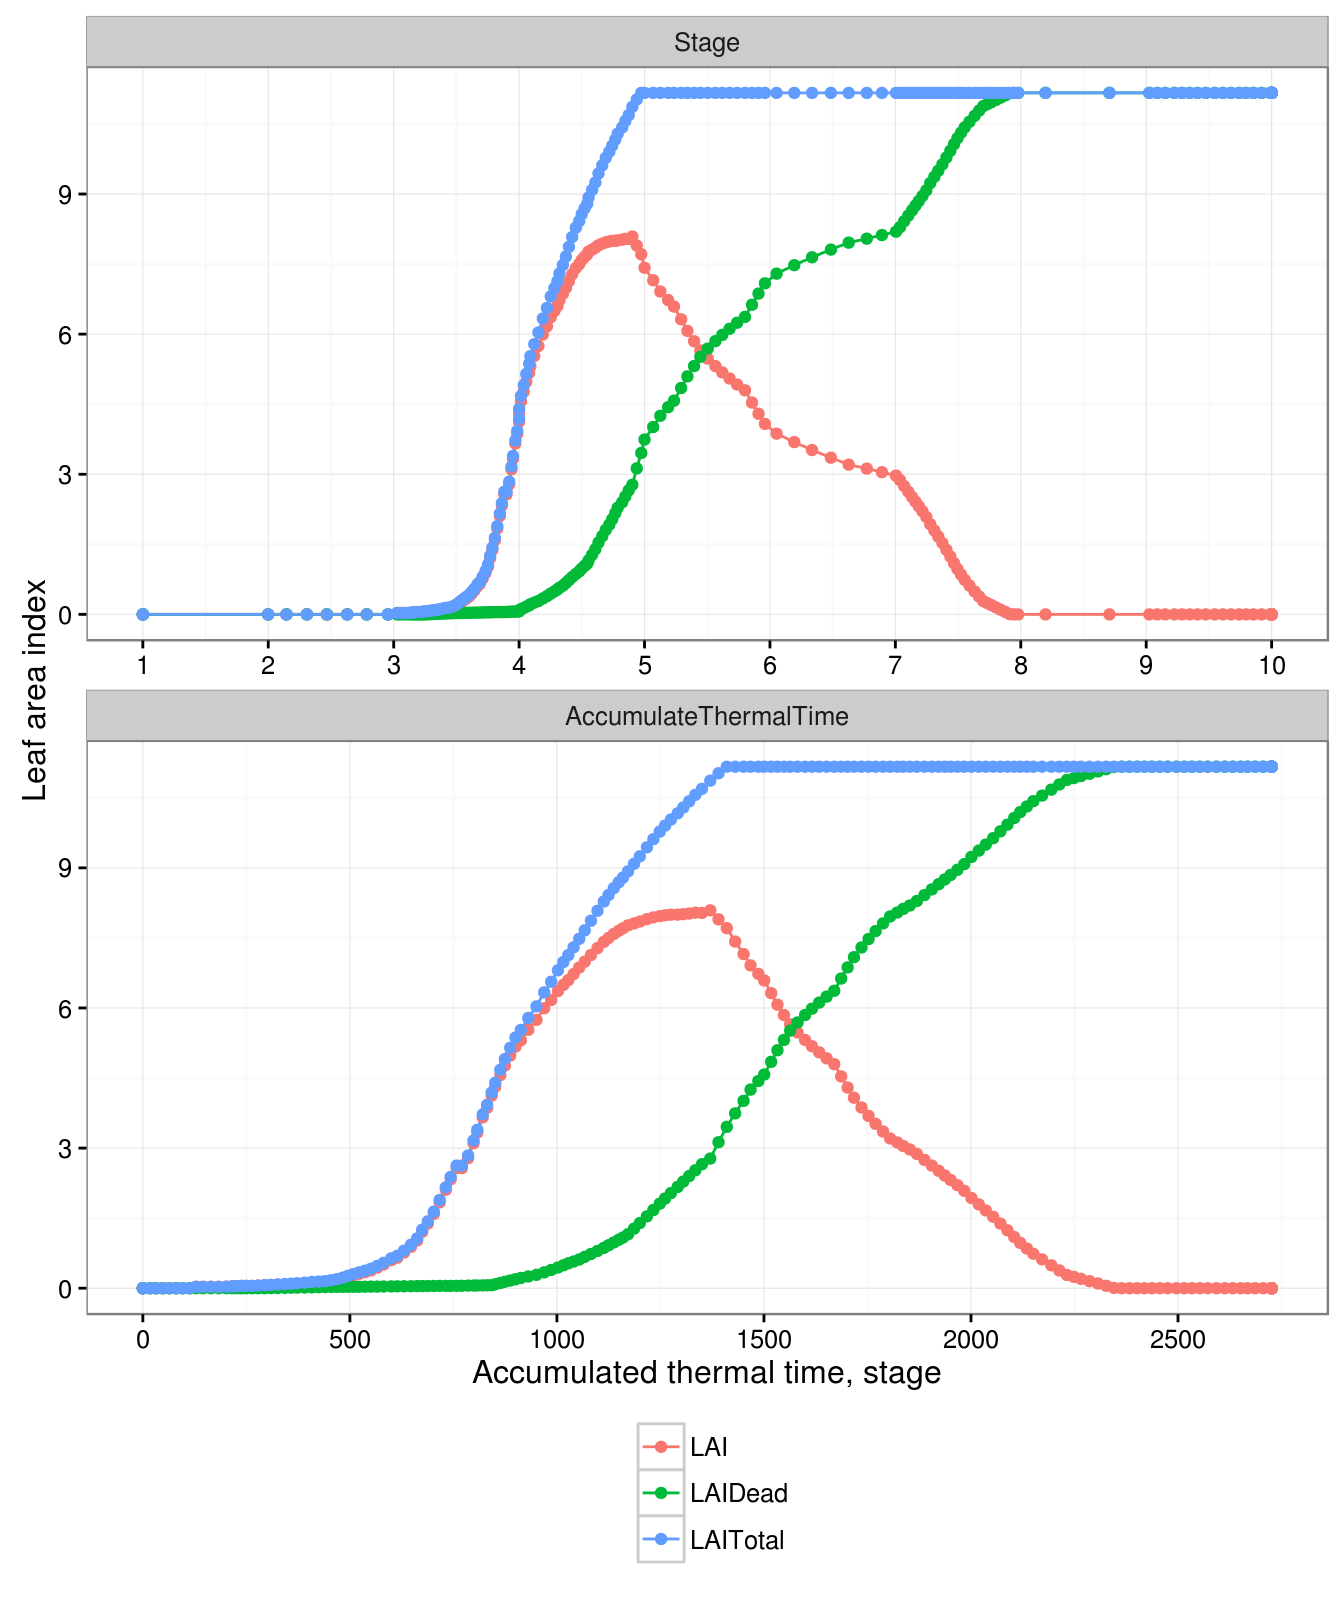 Stage
9
6
3
0
1 2 3 4 5 6 7 8 9 10
Leaf area index
AccumulateThermalTime
9
6
3
0
0 500 1000 1500 2000 2500
Accumulated thermal time, stage
LAI
LAIDead
LAITotal